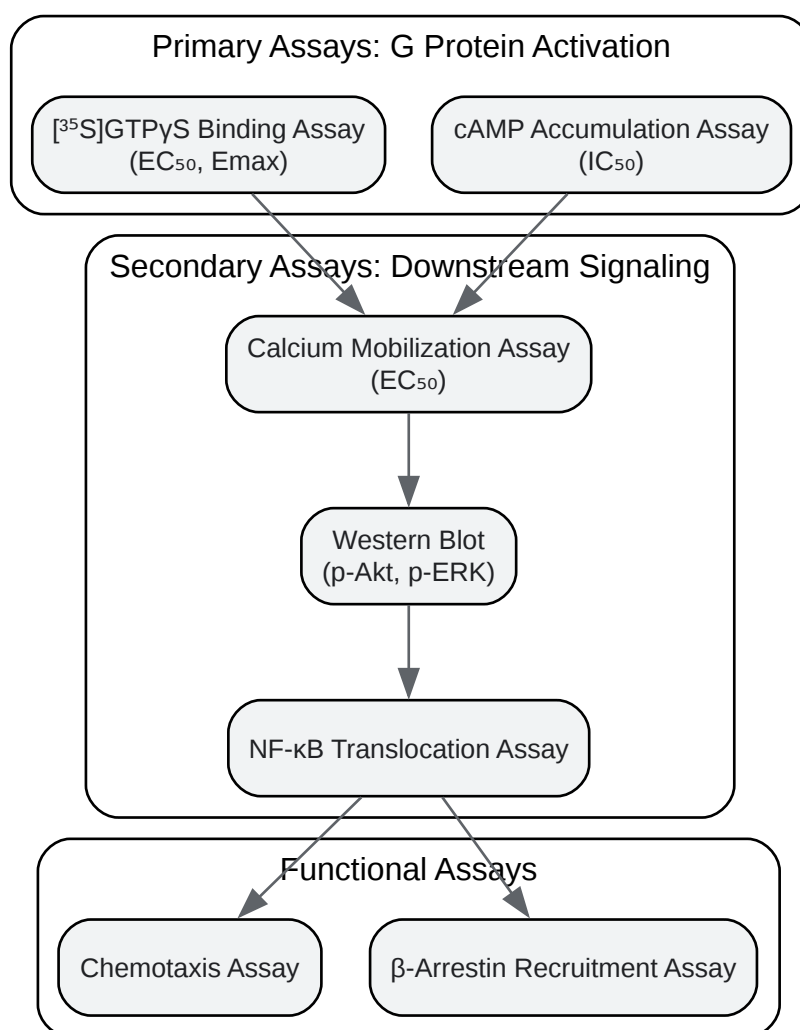 Primary Assays: G Protein Activation
[³⁵S]GTPγS Binding Assay
(EC₅₀, Emax)
cAMP Accumulation Assay
(IC₅₀)
Secondary Assays: Downstream Signaling
Calcium Mobilization Assay
(EC₅₀)
Western Blot
(p-Akt, p-ERK)
NF-κB Translocation Assay
Functional Assays
Chemotaxis Assay
β-Arrestin Recruitment Assay